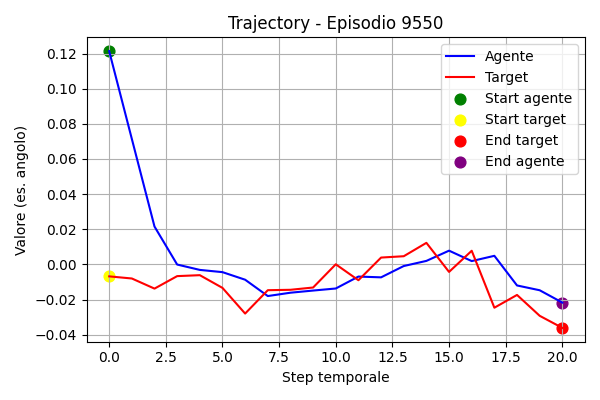 Trajectory - Episodio 9550
Valore (es. angolo)
0.12
0.10
0.08
0.06
0.04
0.02
0.00
−0.02
−0.04
Agente
Target
Start agente
Start target
End target
End agente
0.0 2.5 5.0 7.5 10.0 12.5 15.0 17.5 20.0
Step temporale